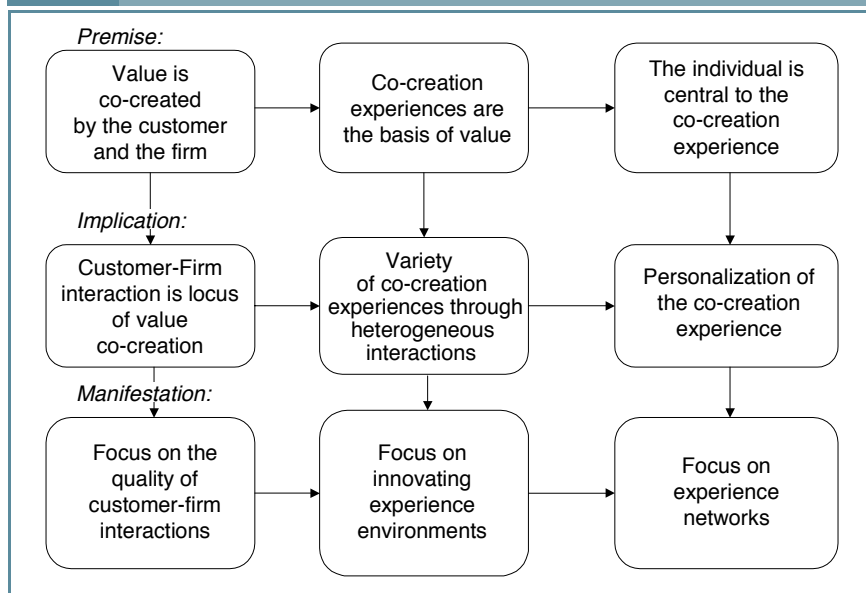 Premise:
Value is
co-created
by the customer
and the firm
Co-creation
experiences are
the basis of value
The individual is
central to the
co-creation
experience
Implication:
Customer-Firm
interaction is locus
of value
co-creation
Variety
of co-creation
experiences through
heterogeneous
interactions
Personalization of
the co-creation
experience
Manifestation:
Focus on the
quality of
customer-firm
interactions
Focus on
innovating
experience
environments
Focus on
experience
networks